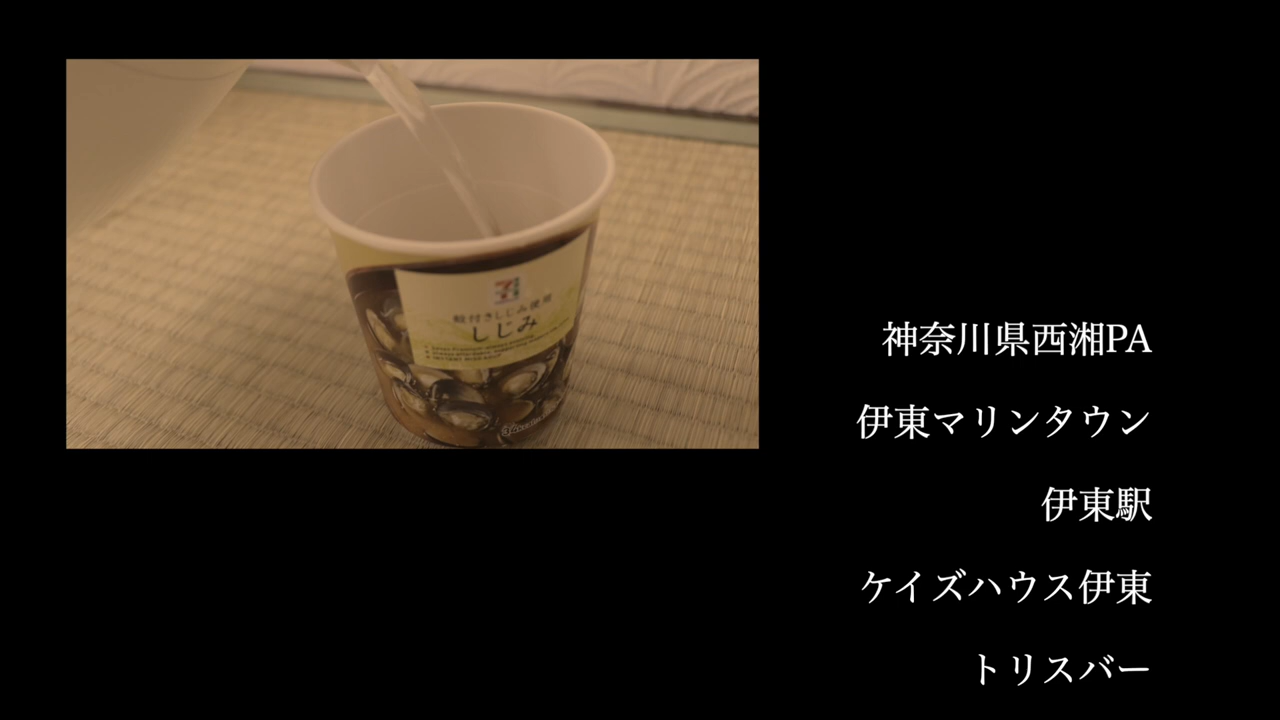 殻付きしじみ使用
しじみ
神奈川県西湘PA
伊東マリンタウン
伊東駅
ケイズハウス伊東
トリスバー